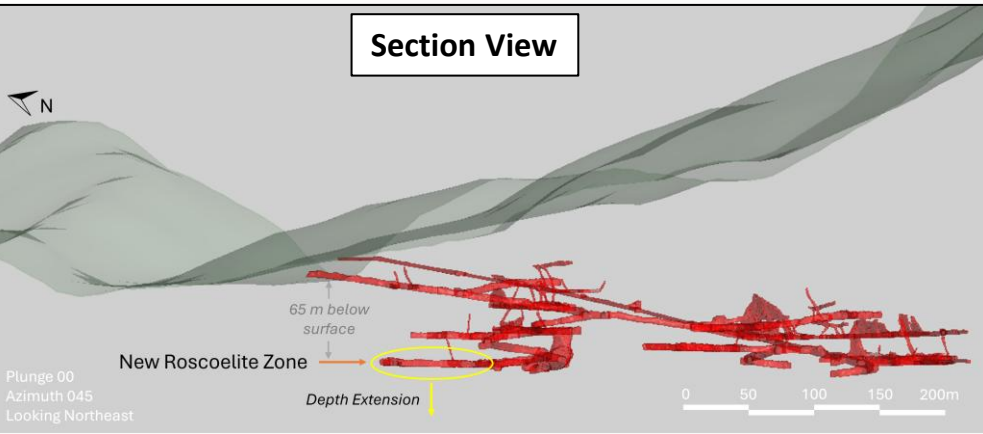 Section View
N
65 m below
surface
New Roscoelite Zone
Depth Extension
Plunge 00
Azimuth 045
Looking Northeast
0 50 100 150 200m